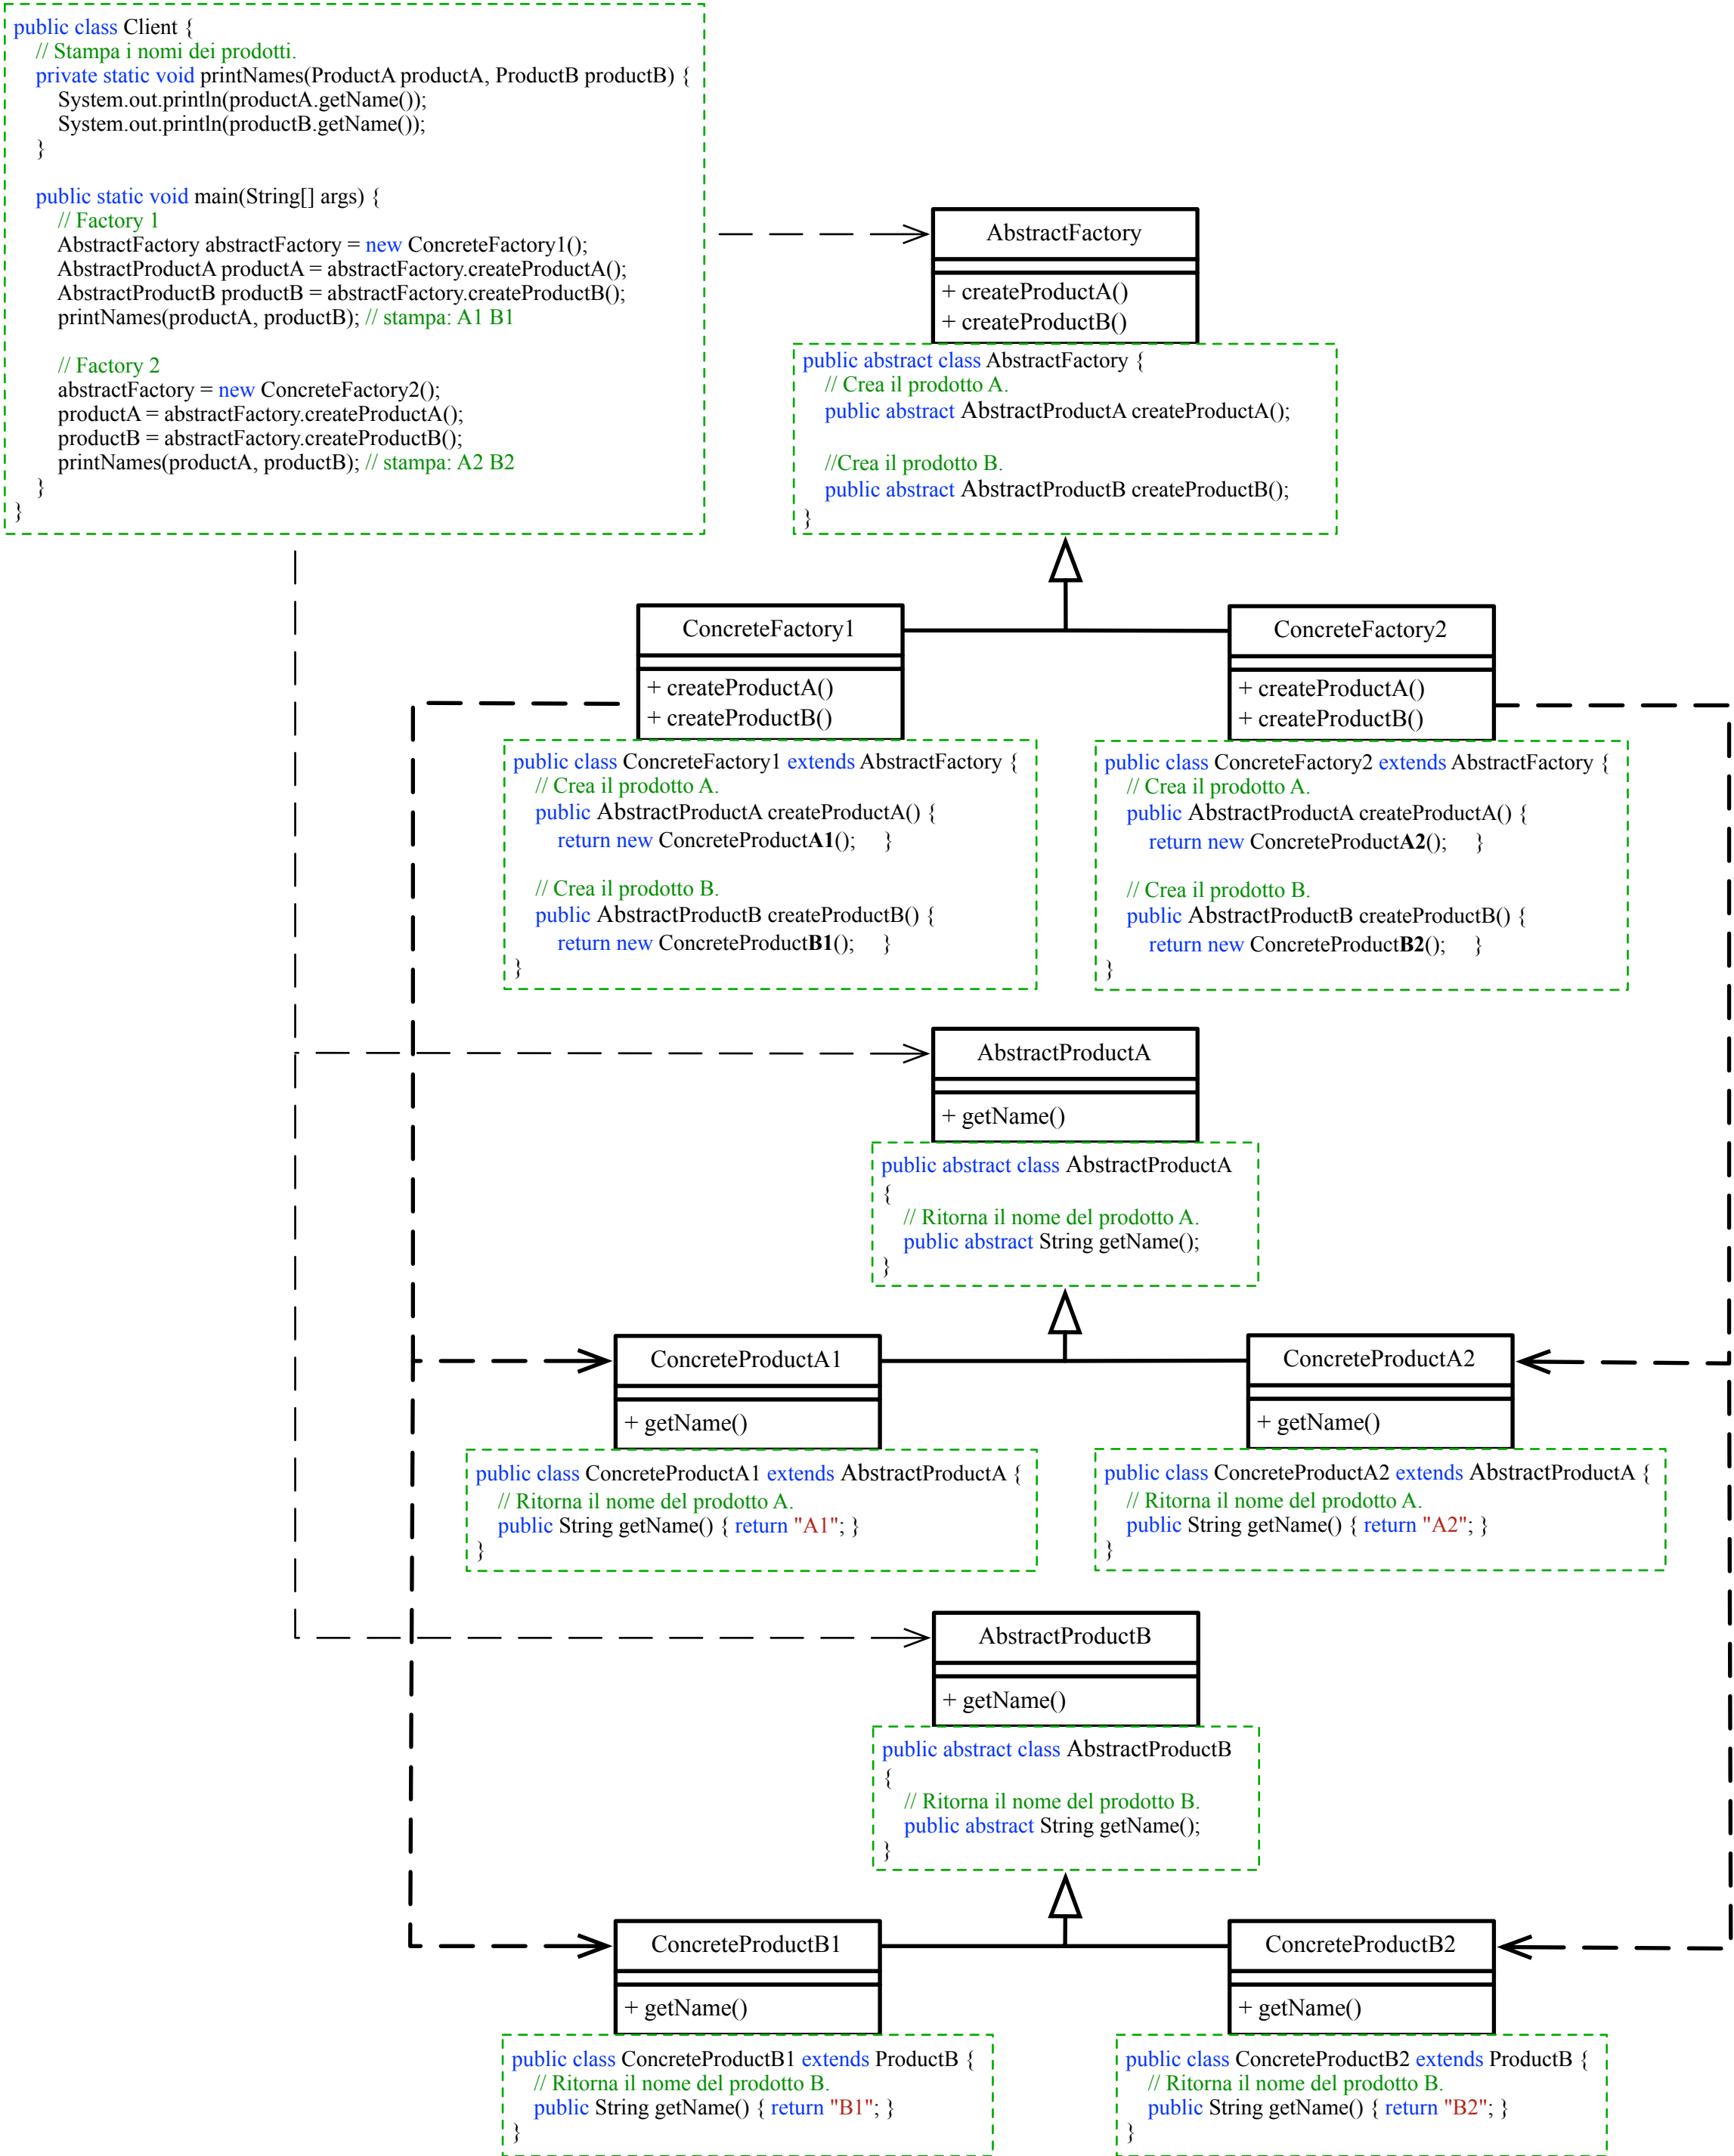 public class Client {
// Stampa i nomi dei prodotti.
private static void printNames(ProductA productA, ProductB productB) {
System.out.println(productA.getName());
System.out.println(productB.getName());
}
public static void main(String[] args) {
// Factory 1
AbstractFactory abstractFactory = new ConcreteFactory1();
AbstractProductA productA = abstractFactory.createProductA();
AbstractProductB productB = abstractFactory.createProductB();
printNames(productA, productB); // stampa: A1 B1
// Factory 2
abstractFactory = new ConcreteFactory2();
productA = abstractFactory.createProductA();
productB = abstractFactory.createProductB();
printNames(productA, productB); // stampa: A2 B2
}
}
AbstractFactory
+ createProductA()
+ createProductB()
public abstract class AbstractFactory {
// Crea il prodotto A.
public abstract AbstractProductA createProductA();
//Crea il prodotto B.
public abstract AbstractProductB createProductB();
}
ConcreteFactory1
+ createProductA()
+ createProductB()
public class ConcreteFactory1 extends AbstractFactory {
// Crea il prodotto A.
public AbstractProductA createProductA() {
return new ConcreteProductA1(); }
// Crea il prodotto B.
public AbstractProductB createProductB() {
return new ConcreteProductB1(); }
}
ConcreteFactory2
+ createProductA()
+ createProductB()
public class ConcreteFactory2 extends AbstractFactory {
// Crea il prodotto A.
public AbstractProductA createProductA() {
return new ConcreteProductA2(); }
// Crea il prodotto B.
public AbstractProductB createProductB() {
return new ConcreteProductB2(); }
}
AbstractProductA
+ getName()
public abstract class AbstractProductA
{
// Ritorna il nome del prodotto A.
public abstract String getName();
}
ConcreteProductA1
+ getName()
public class ConcreteProductA1 extends AbstractProductA {
// Ritorna il nome del prodotto A.
public String getName() { return "A1"; }
}
ConcreteProductA2
+ getName()
public class ConcreteProductA2 extends AbstractProductA {
// Ritorna il nome del prodotto A.
public String getName() { return "A2"; }
}
AbstractProductB
+ getName()
public abstract class AbstractProductB
{
// Ritorna il nome del prodotto B.
public abstract String getName();
}
ConcreteProductB1
+ getName()
public class ConcreteProductB1 extends ProductB {
// Ritorna il nome del prodotto B.
public String getName() { return "B1"; }
}
ConcreteProductB2
+ getName()
public class ConcreteProductB2 extends ProductB {
// Ritorna il nome del prodotto B.
public String getName() { return "B2"; }
}